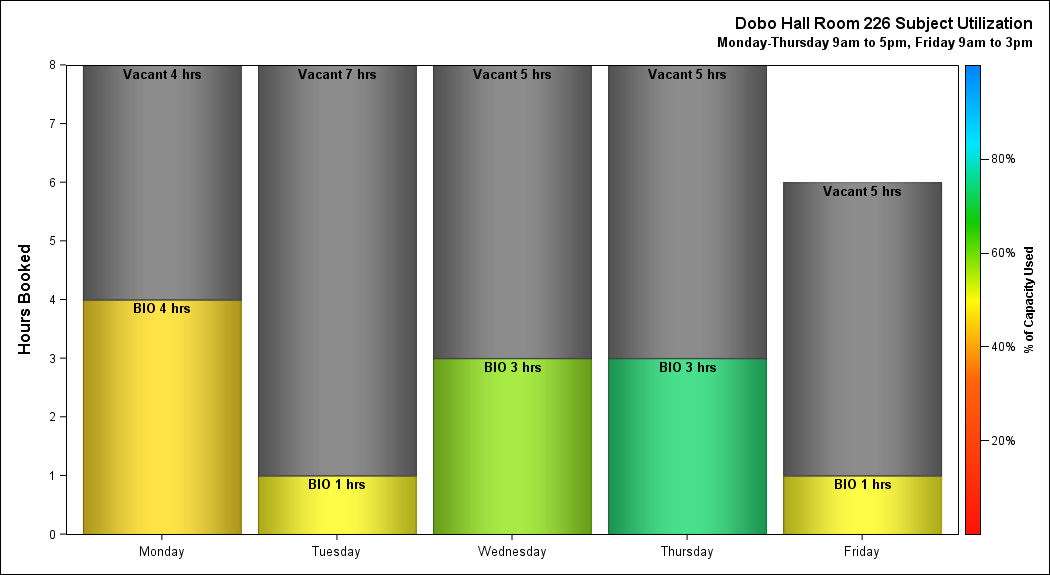 Dobo Hall Room 226 Subject Utilization
Monday-Thursday 9am to 5pm, Friday 9am to 3pm
8
7
6
5
4
3
2
1
0
Hours Booked
Vacant 4 hrs
Vacant 7 hrs
Vacant 5 hrs
Vacant 5 hrs
Vacant 5 hrs
BIO 4 hrs
BIO 1 hrs
BIO 3 hrs
BIO 3 hrs
BIO 1 hrs
Monday
Tuesday
Wednesday
Thursday
Friday
80%
60%
40%
20%
% of Capacity Used